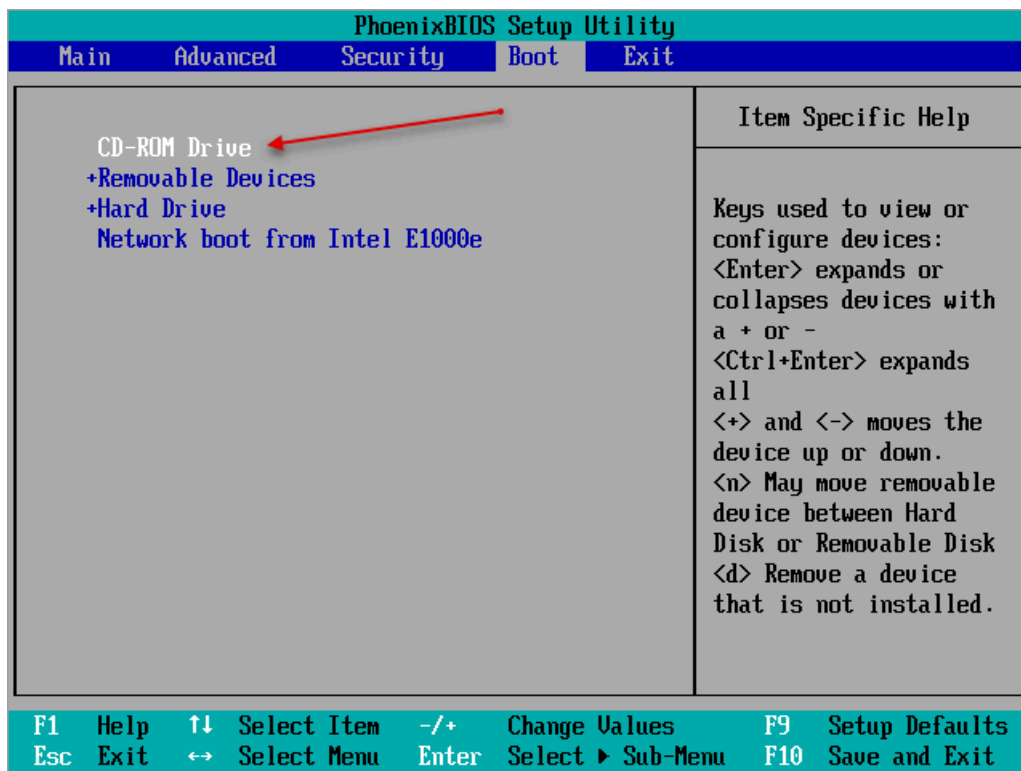 PhoenixBIOS Setup Utility
Main Advanced Security Boot Exit
CD-ROM Drive
+Removable Devices
+Hard Drive
Network boot from Intel E1000e
Item Specific Help
Keys used to view or
configure devices:
<Enter> expands or
collapses devices with
a + or -
<Ctrl+Enter> expands
all
<+> and <-> moves the
device up or down.
<n> May move removable
device between Hard
Disk or Removable Disk
<d> Remove a device
that is not installed.
F1 Help ↑↓ Select Item -/+ Change Values F9 Setup Defaults
Esc Exit ↔ Select Menu Enter Select ▶ Sub-Menu F10 Save and Exit